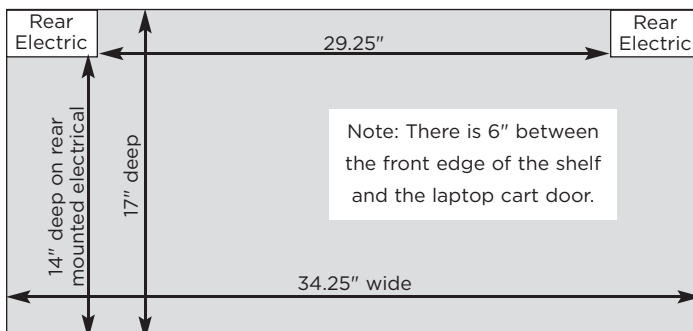 Rear
Electric
Rear
Electric
29.25"
14" deep on rear
mounted electrical
17" deep
Note: There is 6" between
the front edge of the shelf
and the laptop cart door.
34.25" wide